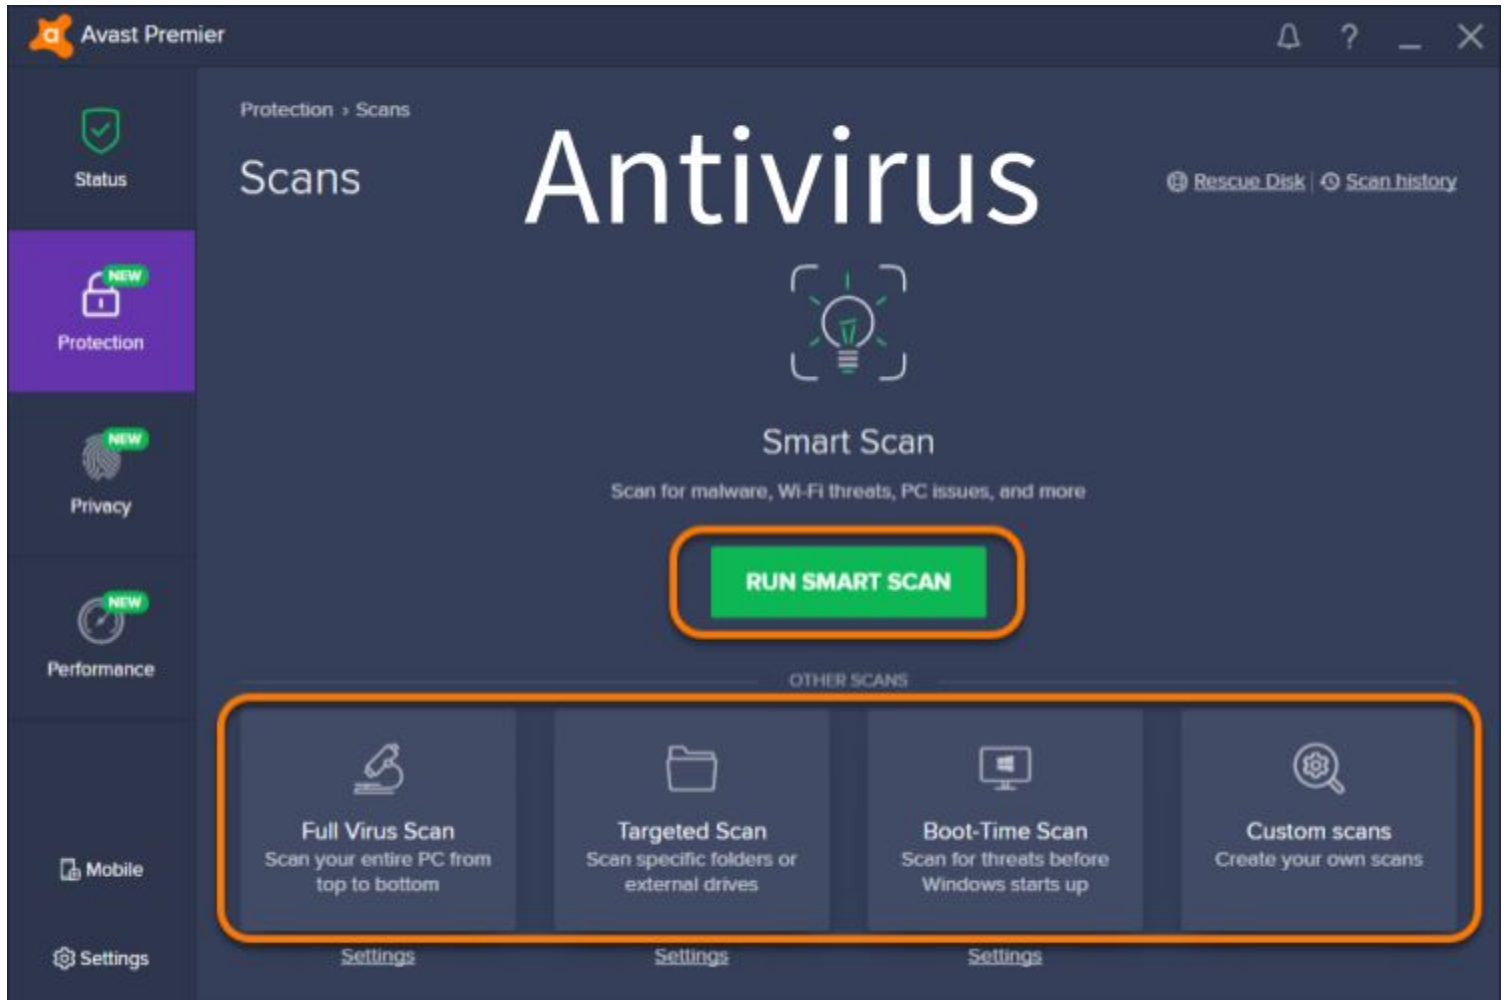 Avast Premier
?
Status
NEW
Protection
NEW
Privacy
NEW
Performance
Mobile
Settings
Protection › Scans
Scans
Antivirus
Rescue Disk | Scan history
Smart Scan
Scan for malware, Wi-Fi threats, PC issues, and more
RUN SMART SCAN
OTHER SCANS
Full Virus Scan
Scan your entire PC from
top to bottom
Settings
Targeted Scan
Scan specific folders or
external drives
Settings
Boot-Time Scan
Scan for threats before
Windows starts up
Settings
Custom scans
Create your own scans